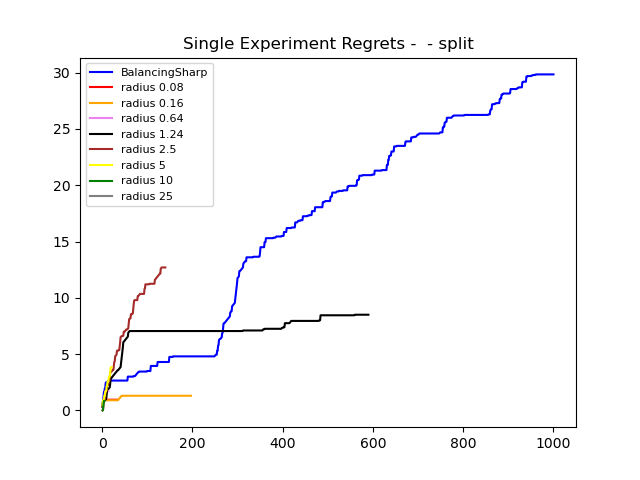 Single Experiment Regrets -  - split
BalancingSharp
radius 0.08
radius 0.16
radius 0.64
radius 1.24
radius 2.5
radius 5
radius 10
radius 25
30
25
20
15
10
5
0
0 200 400 600 800 1000